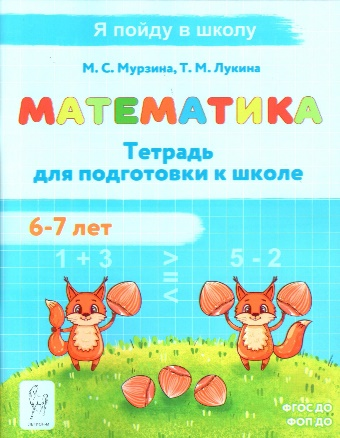 Я пойду в школу
М. С. Мурзина, Т. М. Лукина
МАТЕМАТИКА
Тетрадь
для подготовки к школе
6-7 лет
1 + 3
< = >
5 - 2
ФГОС ДО
ФОП ДО